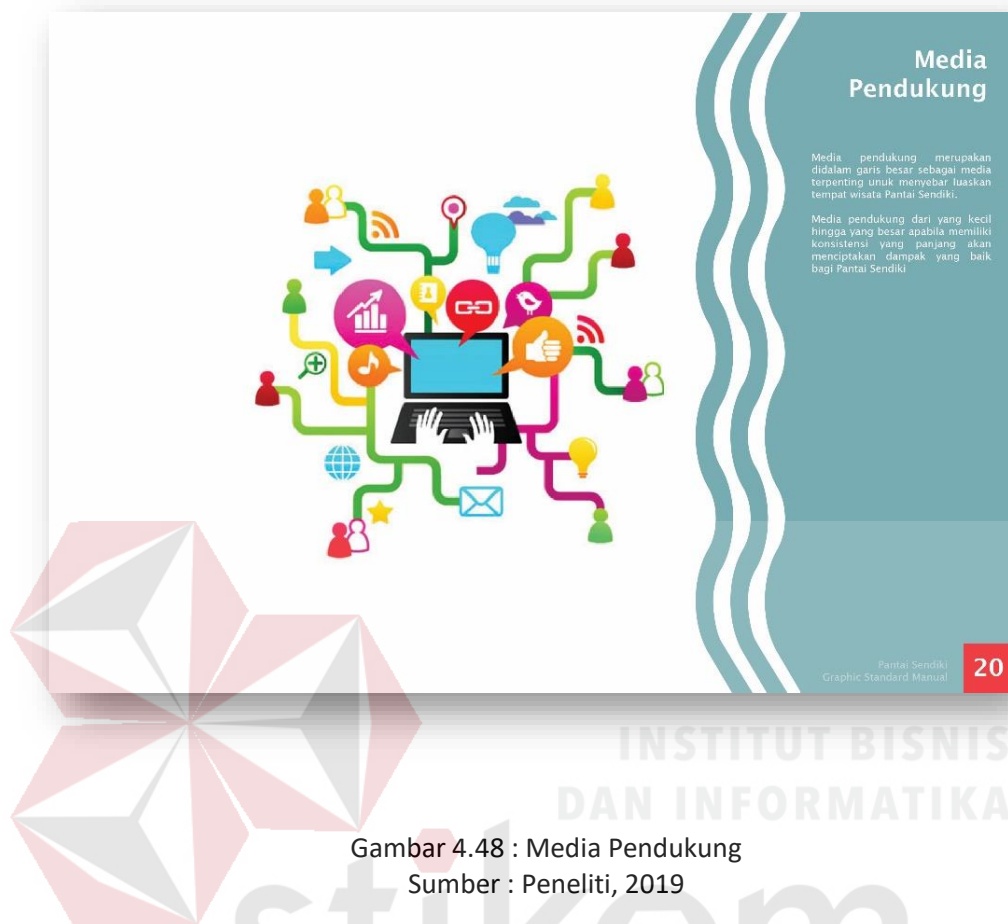 Media
Pendukung
Media pendukung merupakan
didalam garis besar sebagai media
terpenting unuk menyebar luaskan
tempat wisata Pantai Sendiki.
Media pendukung dari yang kecil
hingga yang besar apabila memiliki
konsistensi yang panjang akan
menciptakan dampak yang baik
bagi Pantai Sendiki
Pantai Sendiki
Graphic Standard Manual
20
INSTITUT BISNIS
DAN INFORMATIKA
Gambar 4.48 : Media Pendukung
Sumber : Peneliti, 2019
stikom